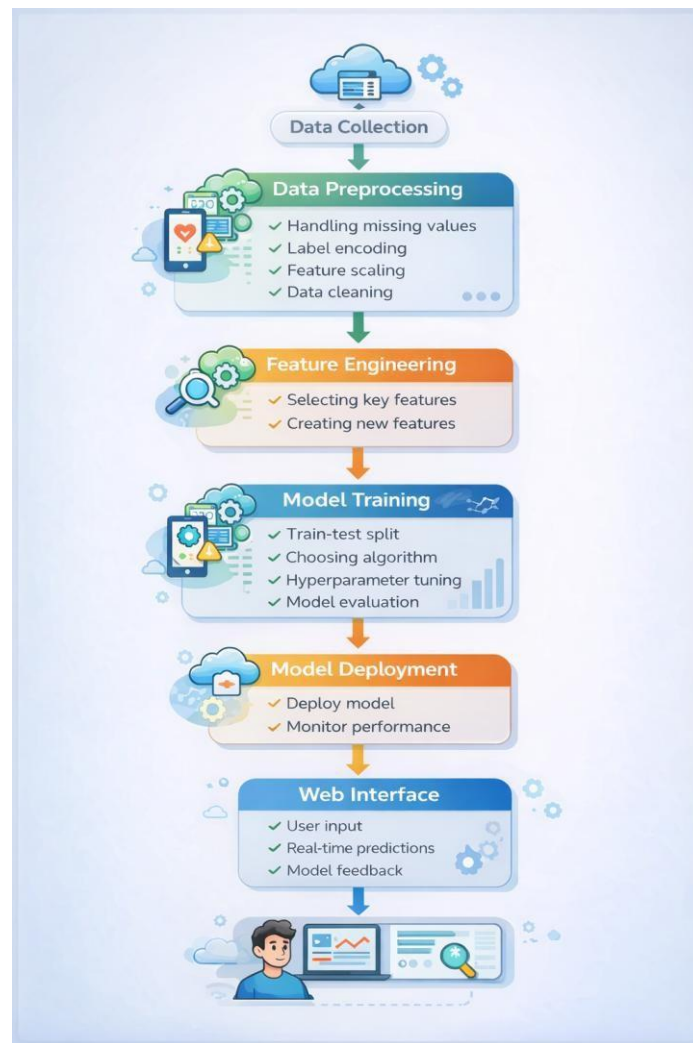 Data Collection
Data Preprocessing
✓ Handling missing values
✓ Label encoding
✓ Feature scaling
✓ Data cleaning
Feature Engineering
✓ Selecting key features
✓ Creating new features
Model Training
✓ Train-test split
✓ Choosing algorithm
✓ Hyperparameter tuning
✓ Model evaluation
Model Deployment
✓ Deploy model
✓ Monitor performance
Web Interface
✓ User input
✓ Real-time predictions
✓ Model feedback